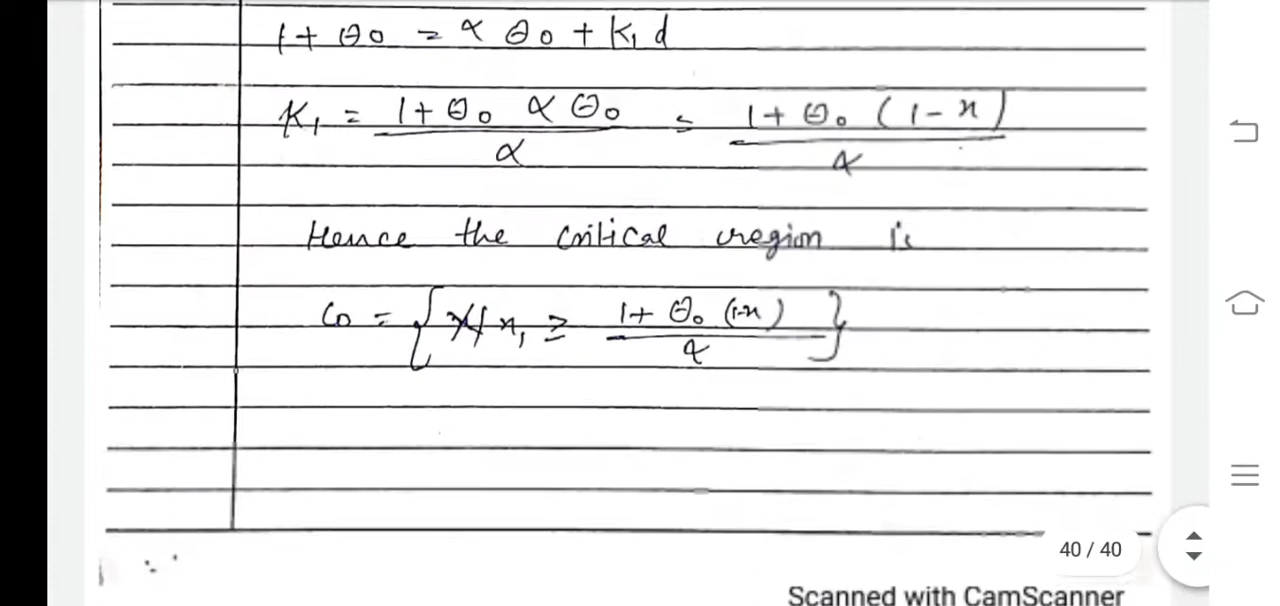 1 + θ0 = α θ0 + K1 d
K1 = 1 + θ0 α θ0 / α = 1 + θ0 (1 - n) / α
Hence the critical region is
C0 = { X/x1 ≥ 1 + θ0 (1-n) / α }
40 / 40
Scanned with CamScanner